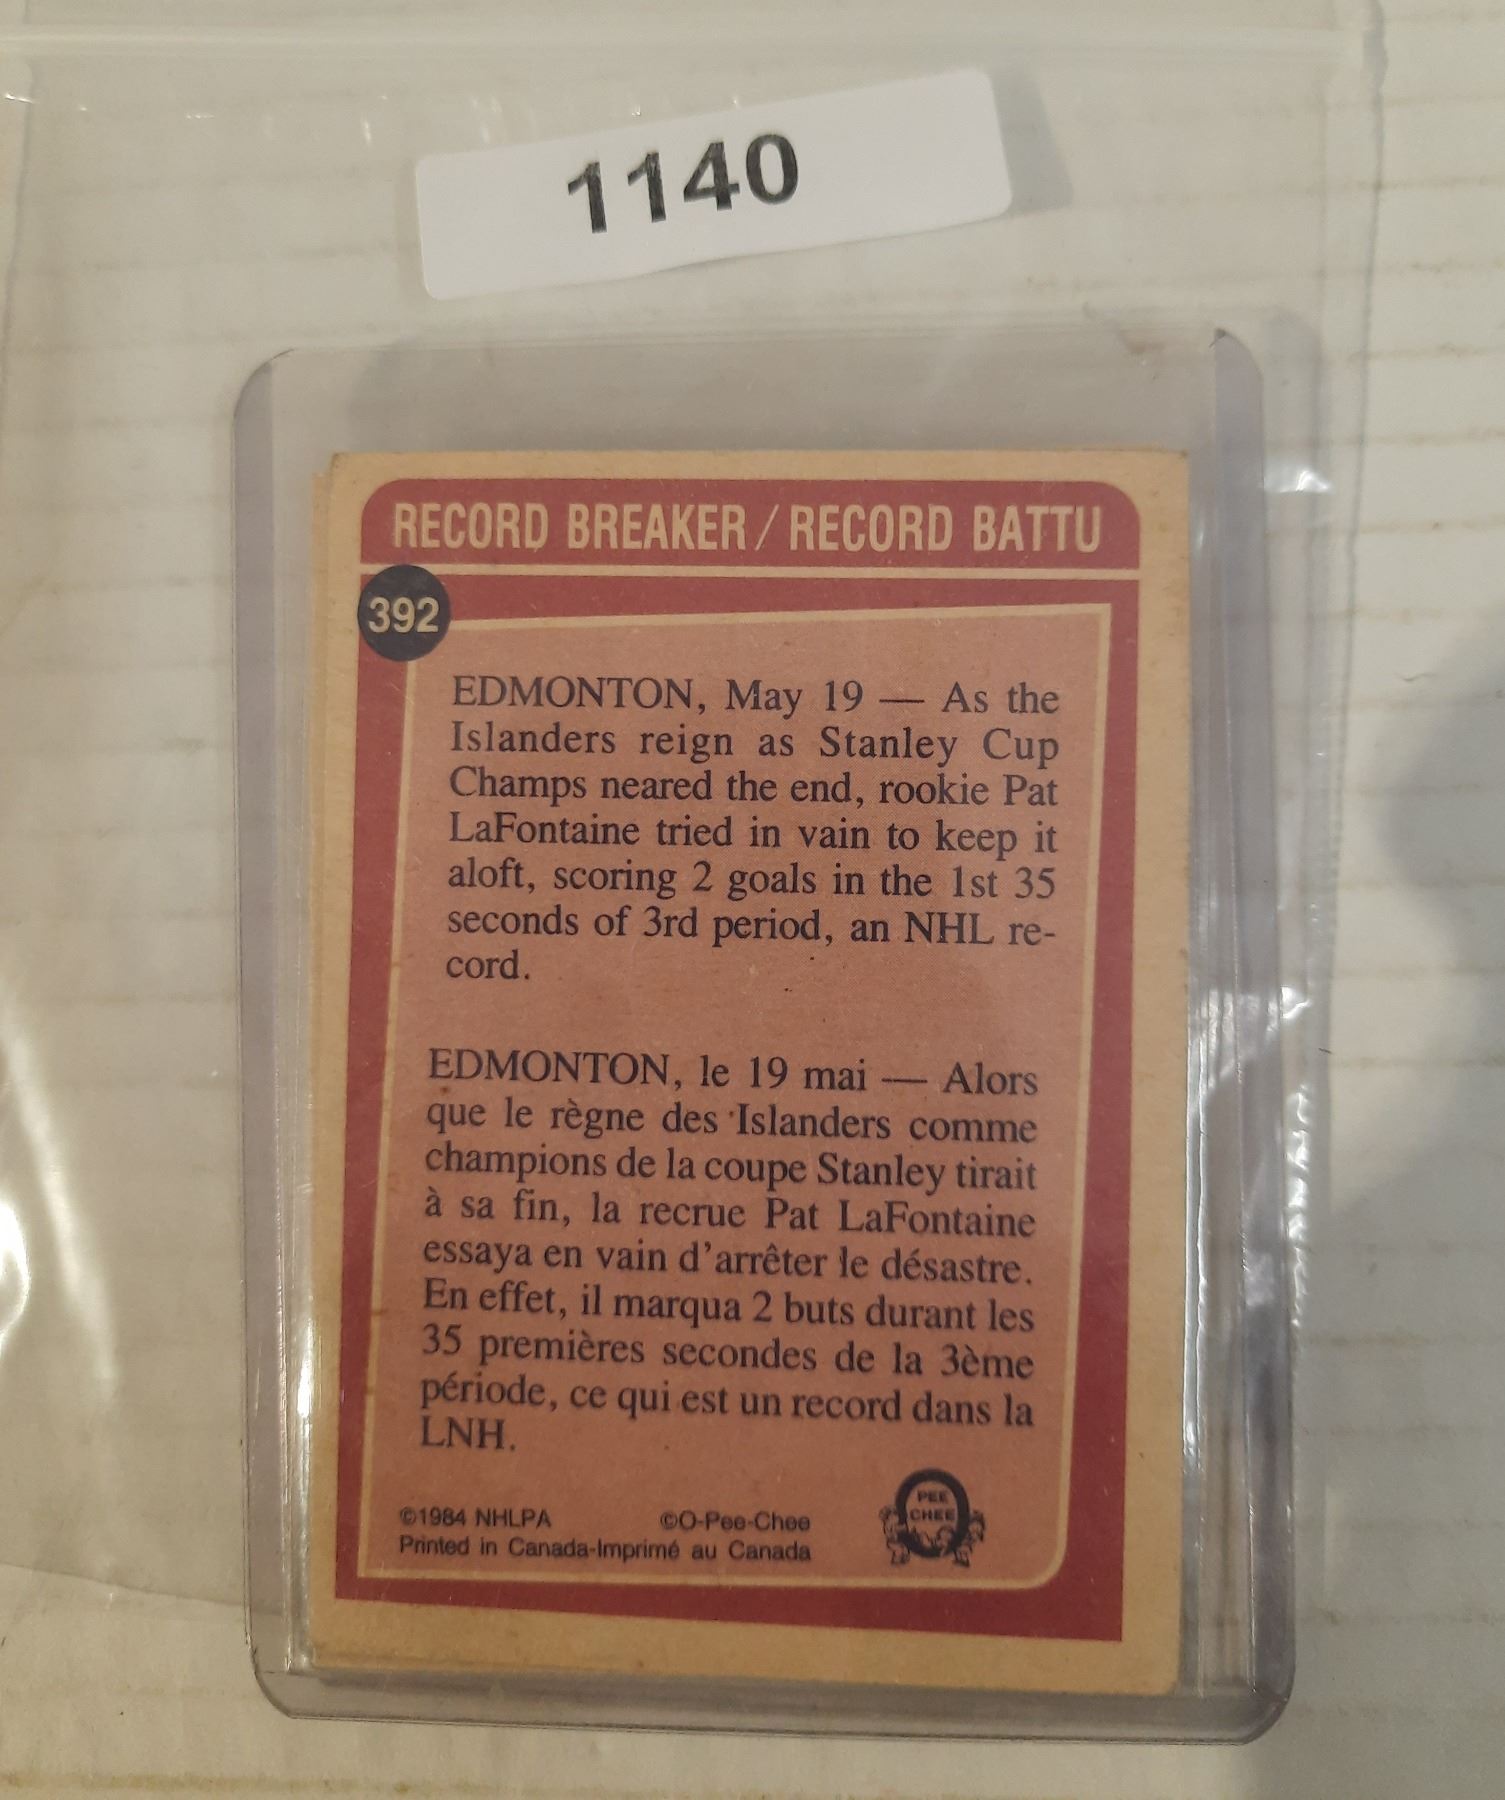 1140
RECORD BREAKER / RECORD BATTU
392
EDMONTON, May 19 — As the
Islanders reign as Stanley Cup
Champs neared the end, rookie Pat
LaFontaine tried in vain to keep it
aloft, scoring 2 goals in the 1st 35
seconds of 3rd period, an NHL re-
cord.
EDMONTON, le 19 mai — Alors
que le règne des Islanders comme
champions de la coupe Stanley tirait
à sa fin, la recrue Pat LaFontaine
essaya en vain d'arrêter le désastre.
En effet, il marqua 2 buts durant les
35 premières secondes de la 3ème
période, ce qui est un record dans la
LNH.
©1984 NHLPA ©O-Pee-Chee
Printed in Canada-Imprimé au Canada
O PEE
CHEE